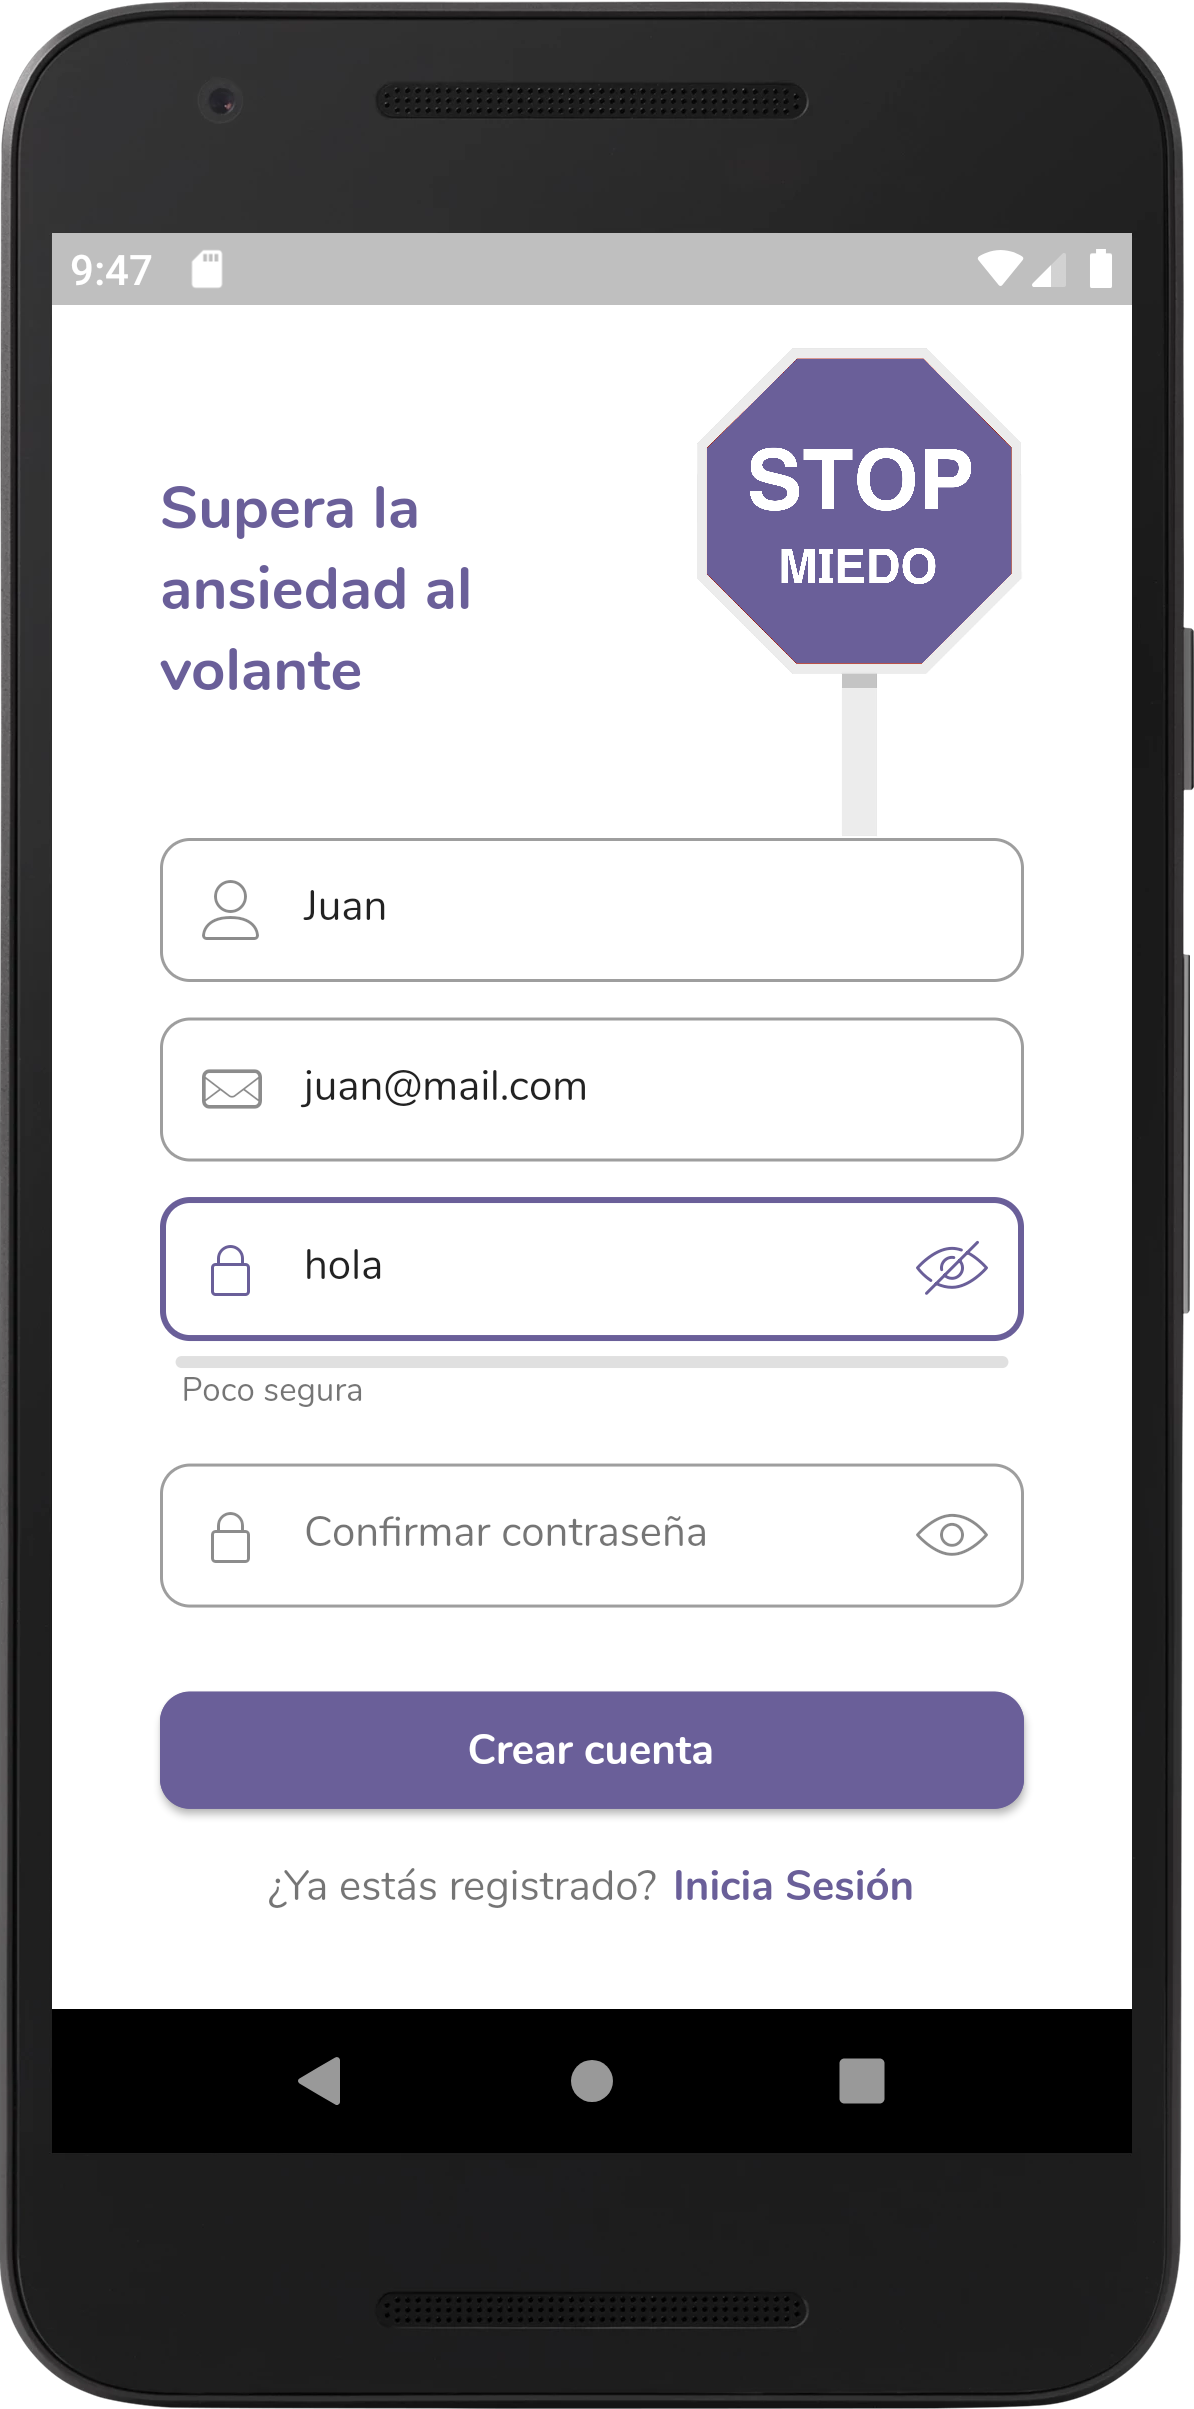 9:47
STOP
MIEDO
Supera la
ansiedad al
volante
Juan
juan@mail.com
hola
Poco segura
Confirmar contraseña
Crear cuenta
¿Ya estás registrado? Inicia Sesión